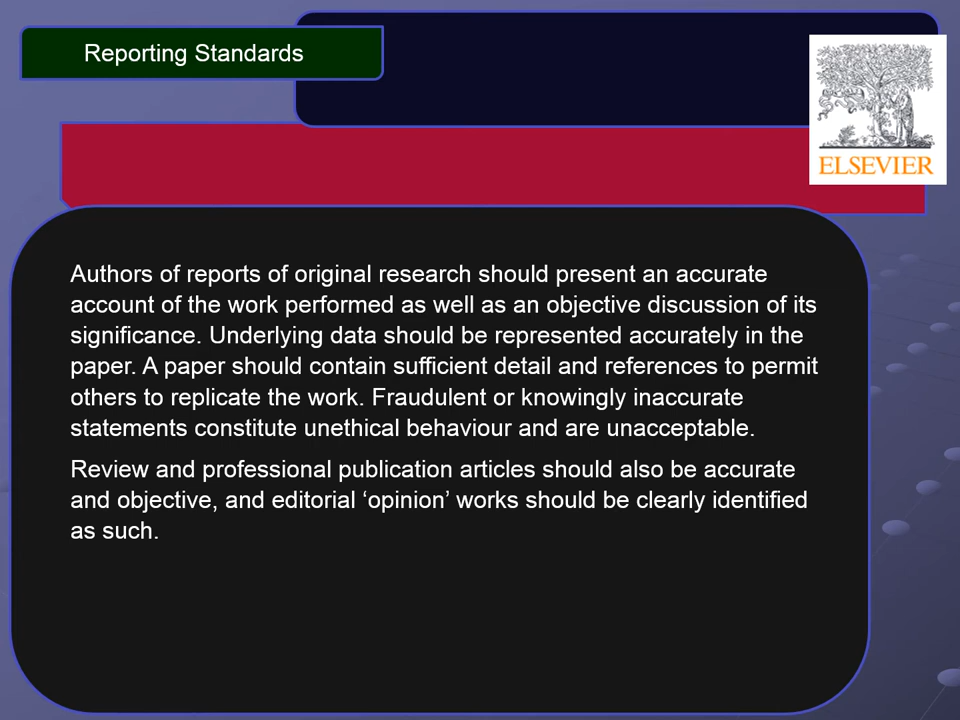 Reporting Standards
ELSEVIER
Authors of reports of original research should present an accurate
account of the work performed as well as an objective discussion of its
significance. Underlying data should be represented accurately in the
paper. A paper should contain sufficient detail and references to permit
others to replicate the work. Fraudulent or knowingly inaccurate
statements constitute unethical behaviour and are unacceptable.
Review and professional publication articles should also be accurate
and objective, and editorial ‘opinion’ works should be clearly identified
as such.